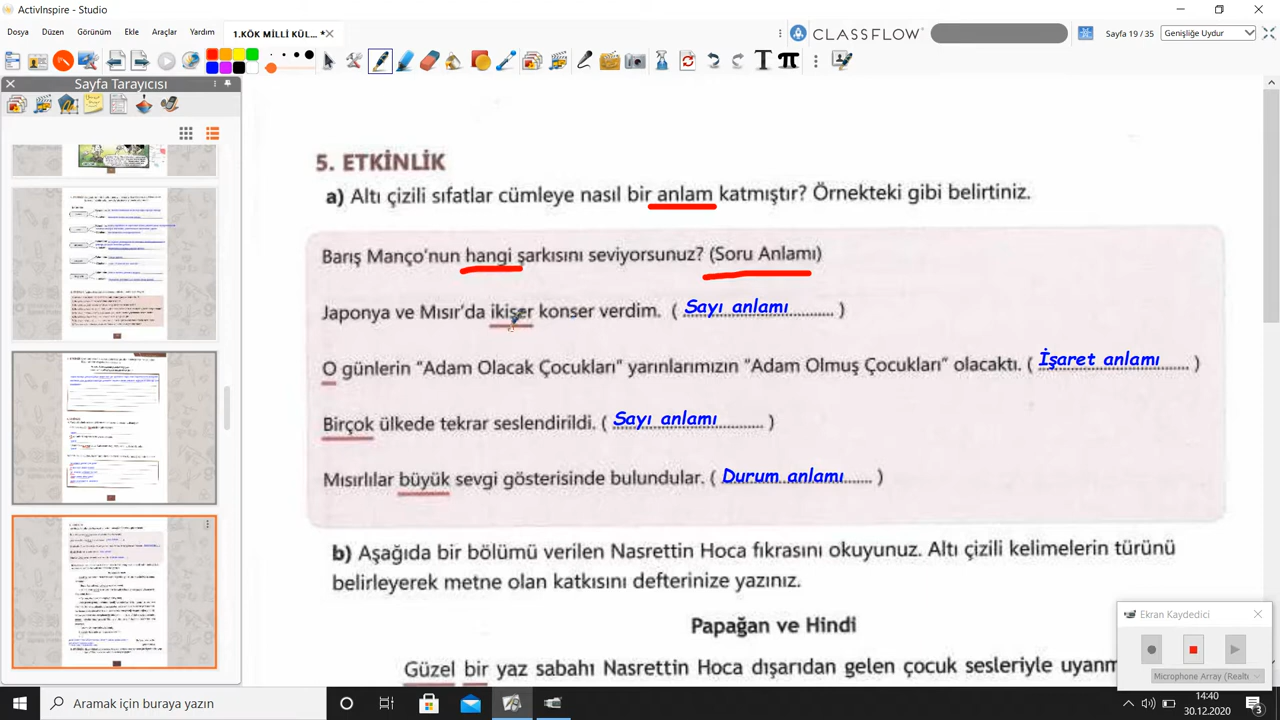 ActivInspire - Studio
Dosya Düzen Görünüm Ekle Araçlar Yardım
1.KÖK MİLLİ KÜL...
CLASSFLOW
Sayfa 19 / 35
Genişliğe Uydur
Sayfa Tarayıcısı
5. ETKİNLİK
a) Altı çizili sıfatlar cümleye nasıl bir anlam katmıştır? Örnekteki gibi belirtiniz.
Barış Manço'nun hangi şarkısını seviyorsunuz? (Soru Anlamı)
Japonya ve Mısır'da ikişer konser verdim. ( Sayı anlamı.......... )
O günlerin "Adam Olacak Çocukları" yarınlarımızın "Adam Olmuş Çocukları olacaktı. ( İşaret anlamı ....... )
Birçok ülkede tekrar seslendirildi. ( Sayı anlamı........... )
Mısırlılar büyük sevgi gösterisinde bulundular. ( Durum anlamı....... )
b) Aşağıda bir bölümü verilen Nasrettin Hoca fıkrasını okuyunuz. Altı çizili kelimelerin türünü
belirleyerek metne olan katkısını defterinize yazınız.
Papağan ve Hindi
Güzel bir yaz sabahı Nasrettin Hoca dışarıdan gelen çocuk sesleriyle
Ekran Kaydedici
Microphone Array (Realte
Aramak için buraya yazın
14:40
30.12.2020
3